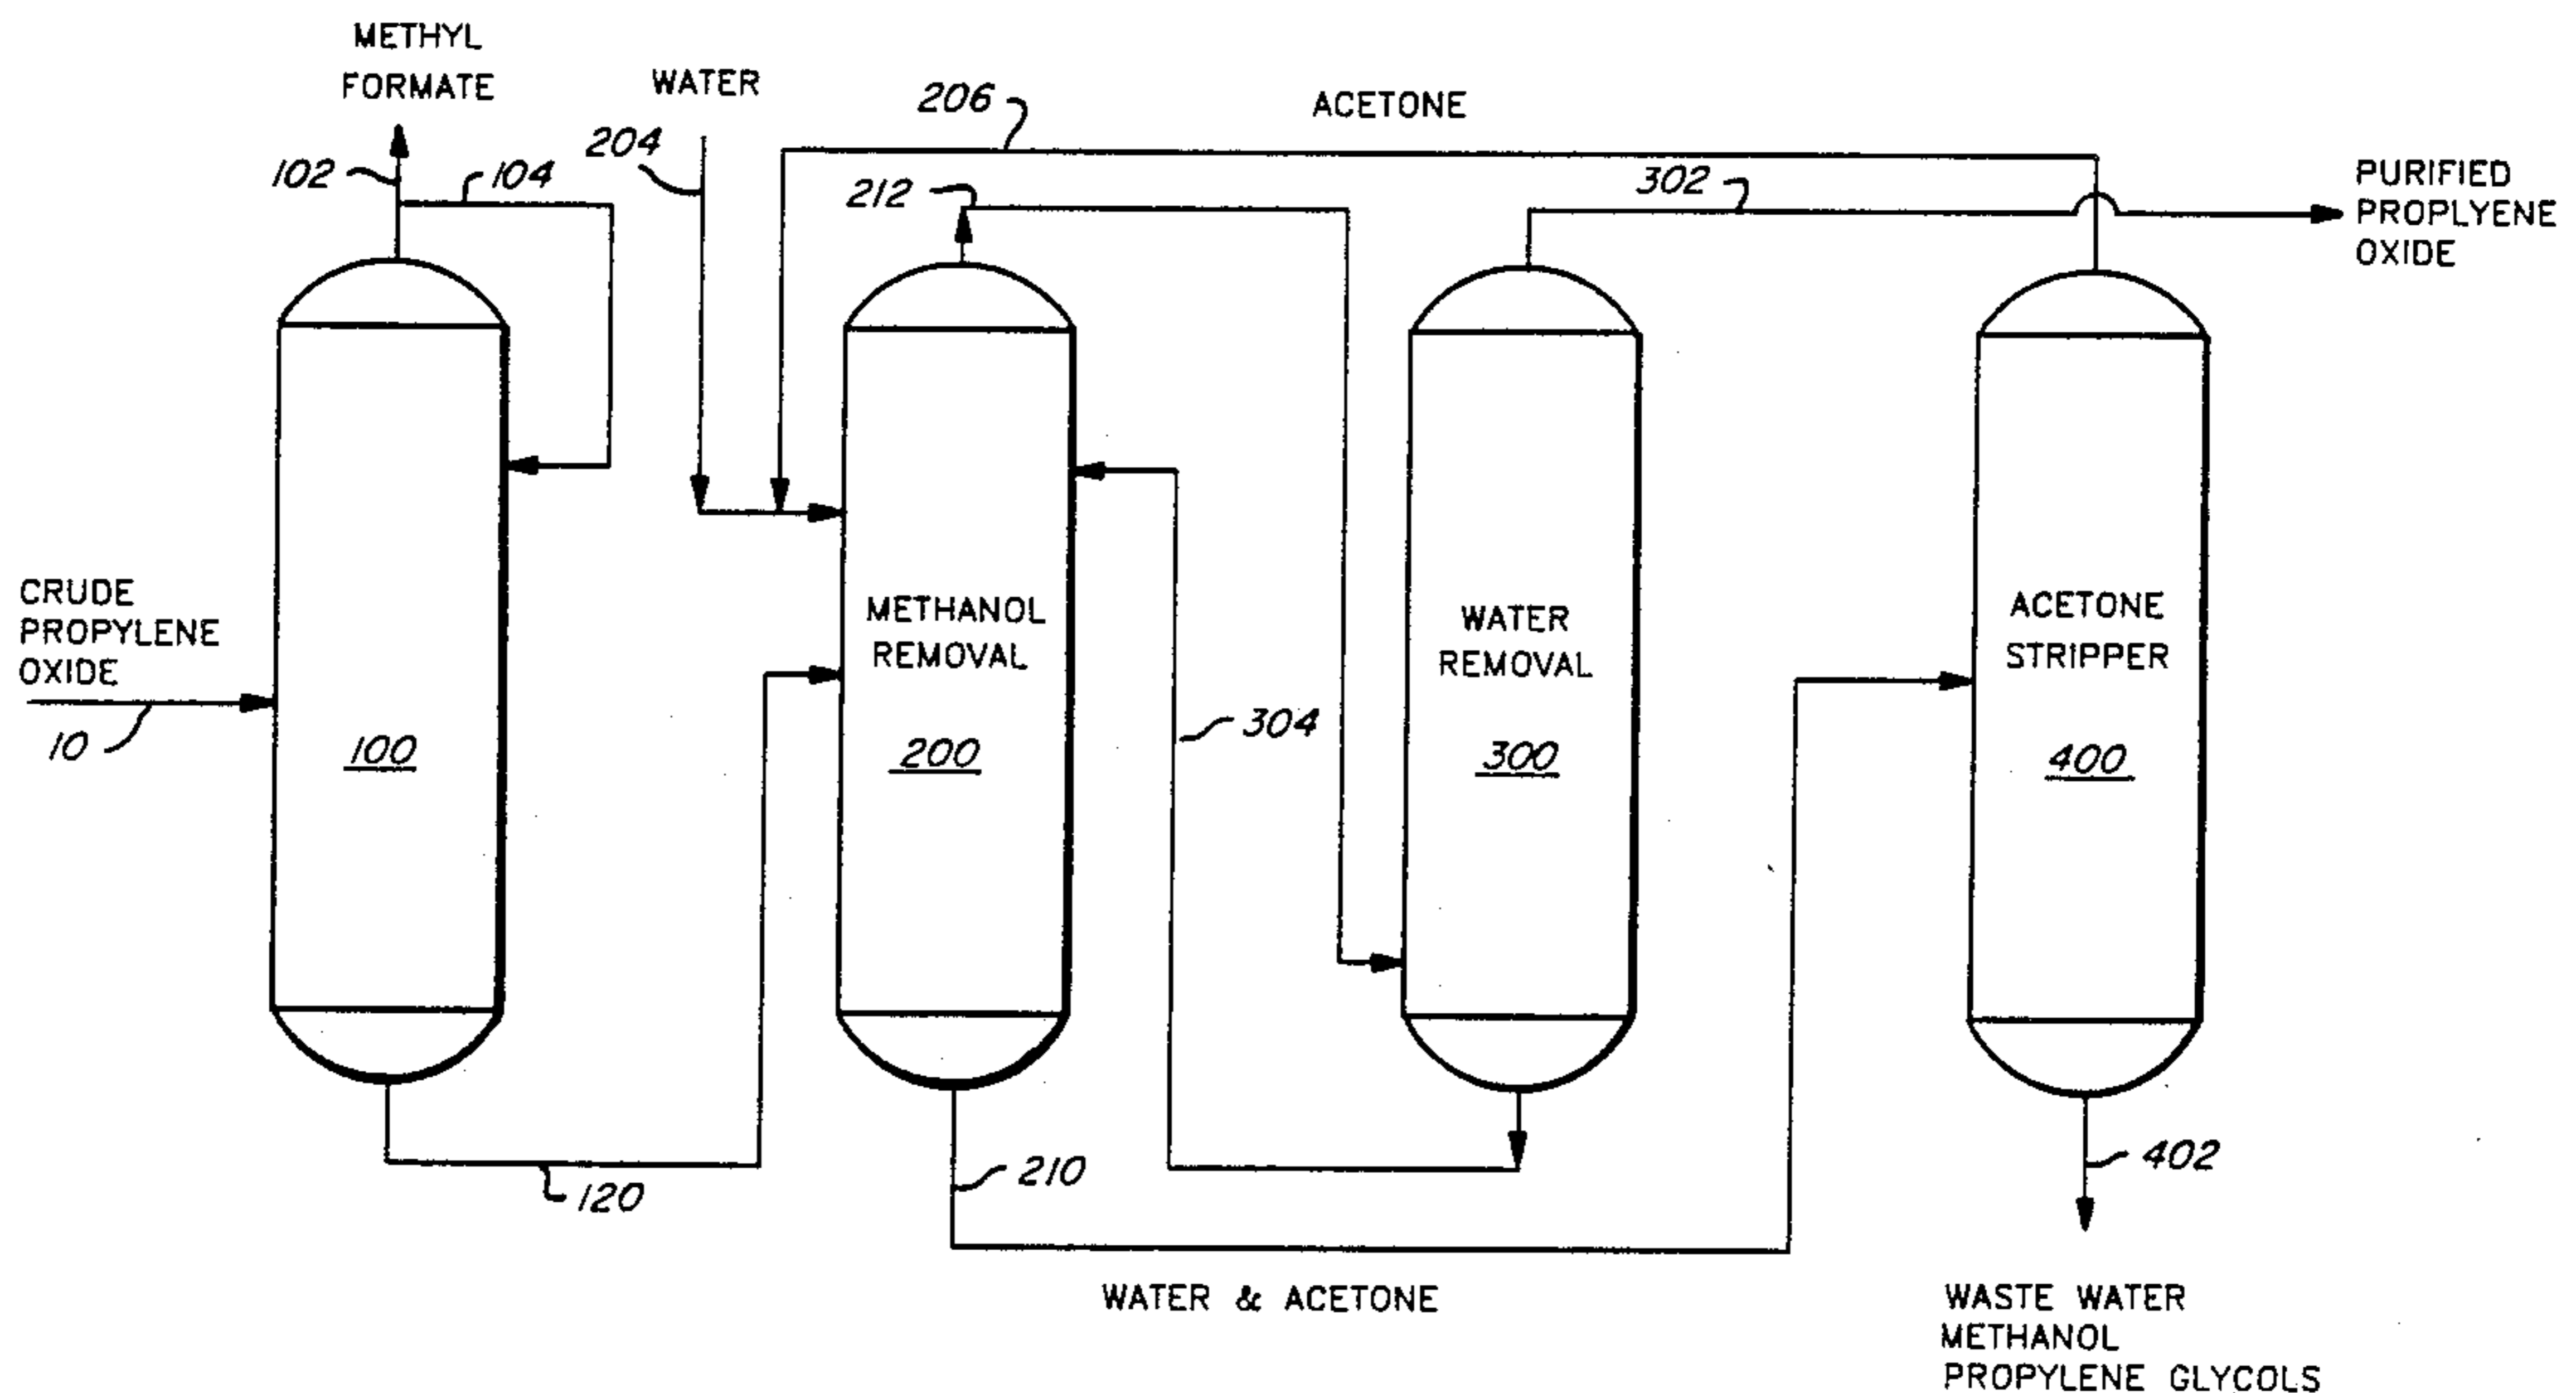 METHYL
FORMATE
WATER
206
ACETONE
204
102
104
212
302
PURIFIED
PROPLYENE
OXIDE
CRUDE
PROPYLENE
OXIDE
10
100
METHANOL
REMOVAL
200
304
WATER
REMOVAL
300
ACETONE
STRIPPER
400
120
210
402
WATER & ACETONE
WASTE WATER
METHANOL
PROPYLENE GLYCOLS